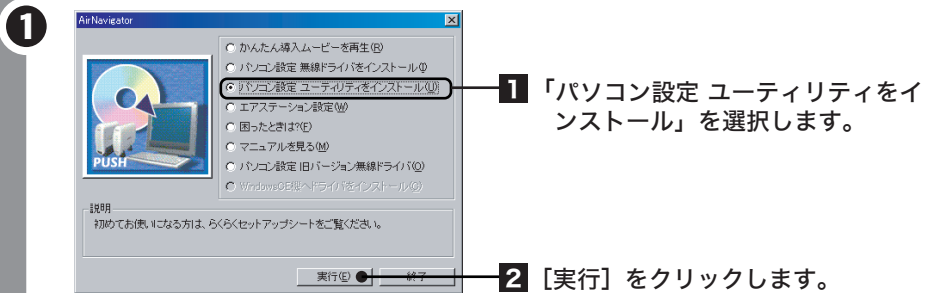 1
AirNavigator
かんたん導入ムービーを再生(R)
パソコン設定 無線ドライバをインストール(I)
パソコン設定 ユーティリティをインストール(U)
エアステーション設定(W)
困ったときは?(F)
マニュアルを見る(M)
パソコン設定 旧バージョン無線ドライバ(O)
WindowsCE機へドライバをインストール(C)
PUSH
説明
初めてお使いになる方は、らくらくセットアップシートをご覧ください。
実行(E) 終了
1 「パソコン設定 ユーティリティをイ
ンストール」を選択します。
2 [実行]をクリックします。